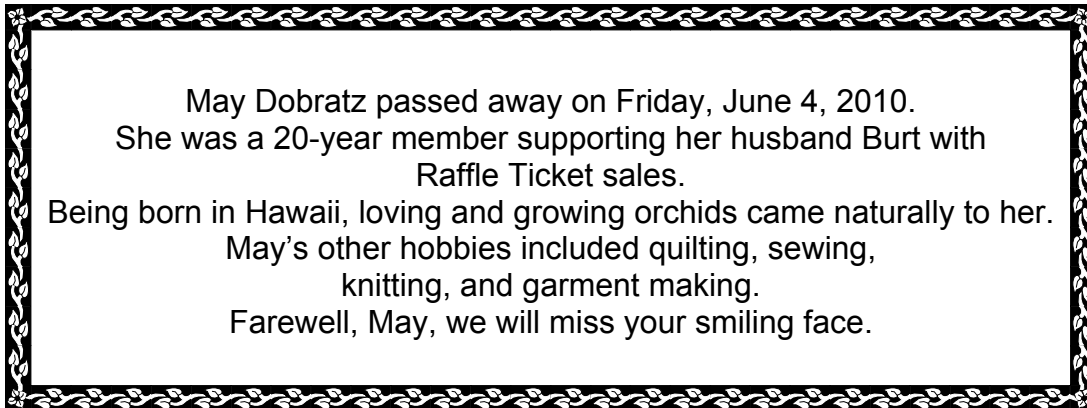 May Dobratz passed away on Friday, June 4, 2010.
She was a 20-year member supporting her husband Burt with
Raffle Ticket sales.
Being born in Hawaii, loving and growing orchids came naturally to her.
May’s other hobbies included quilting, sewing,
knitting, and garment making.
Farewell, May, we will miss your smiling face.